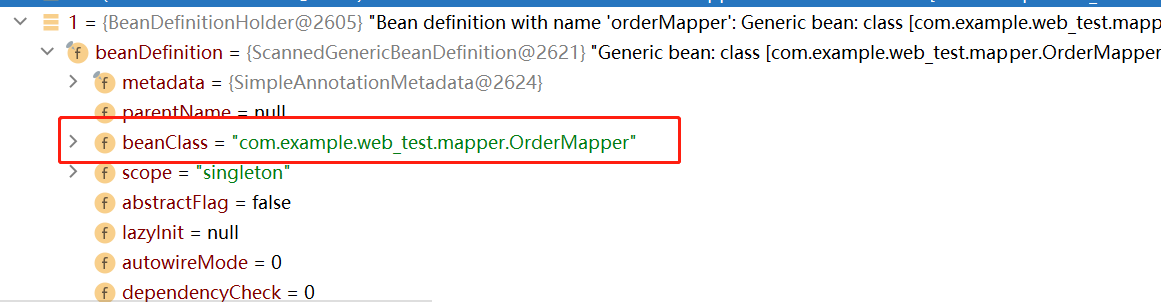 1 = {BeanDefinitionHolder@2605} "Bean definition with name 'orderMapper': Generic bean: class [com.example.web_test.mapp
f beanDefinition = {ScannedGenericBeanDefinition@2621} "Generic bean: class [com.example.web_test.mapper.OrderMapper
f metadata = {SimpleAnnotationMetadata@2624}
f parentName = null
f beanClass = "com.example.web_test.mapper.OrderMapper"
f scope = "singleton"
f abstractFlag = false
f lazyInit = null
f autowireMode = 0
f dependencyCheck = 0